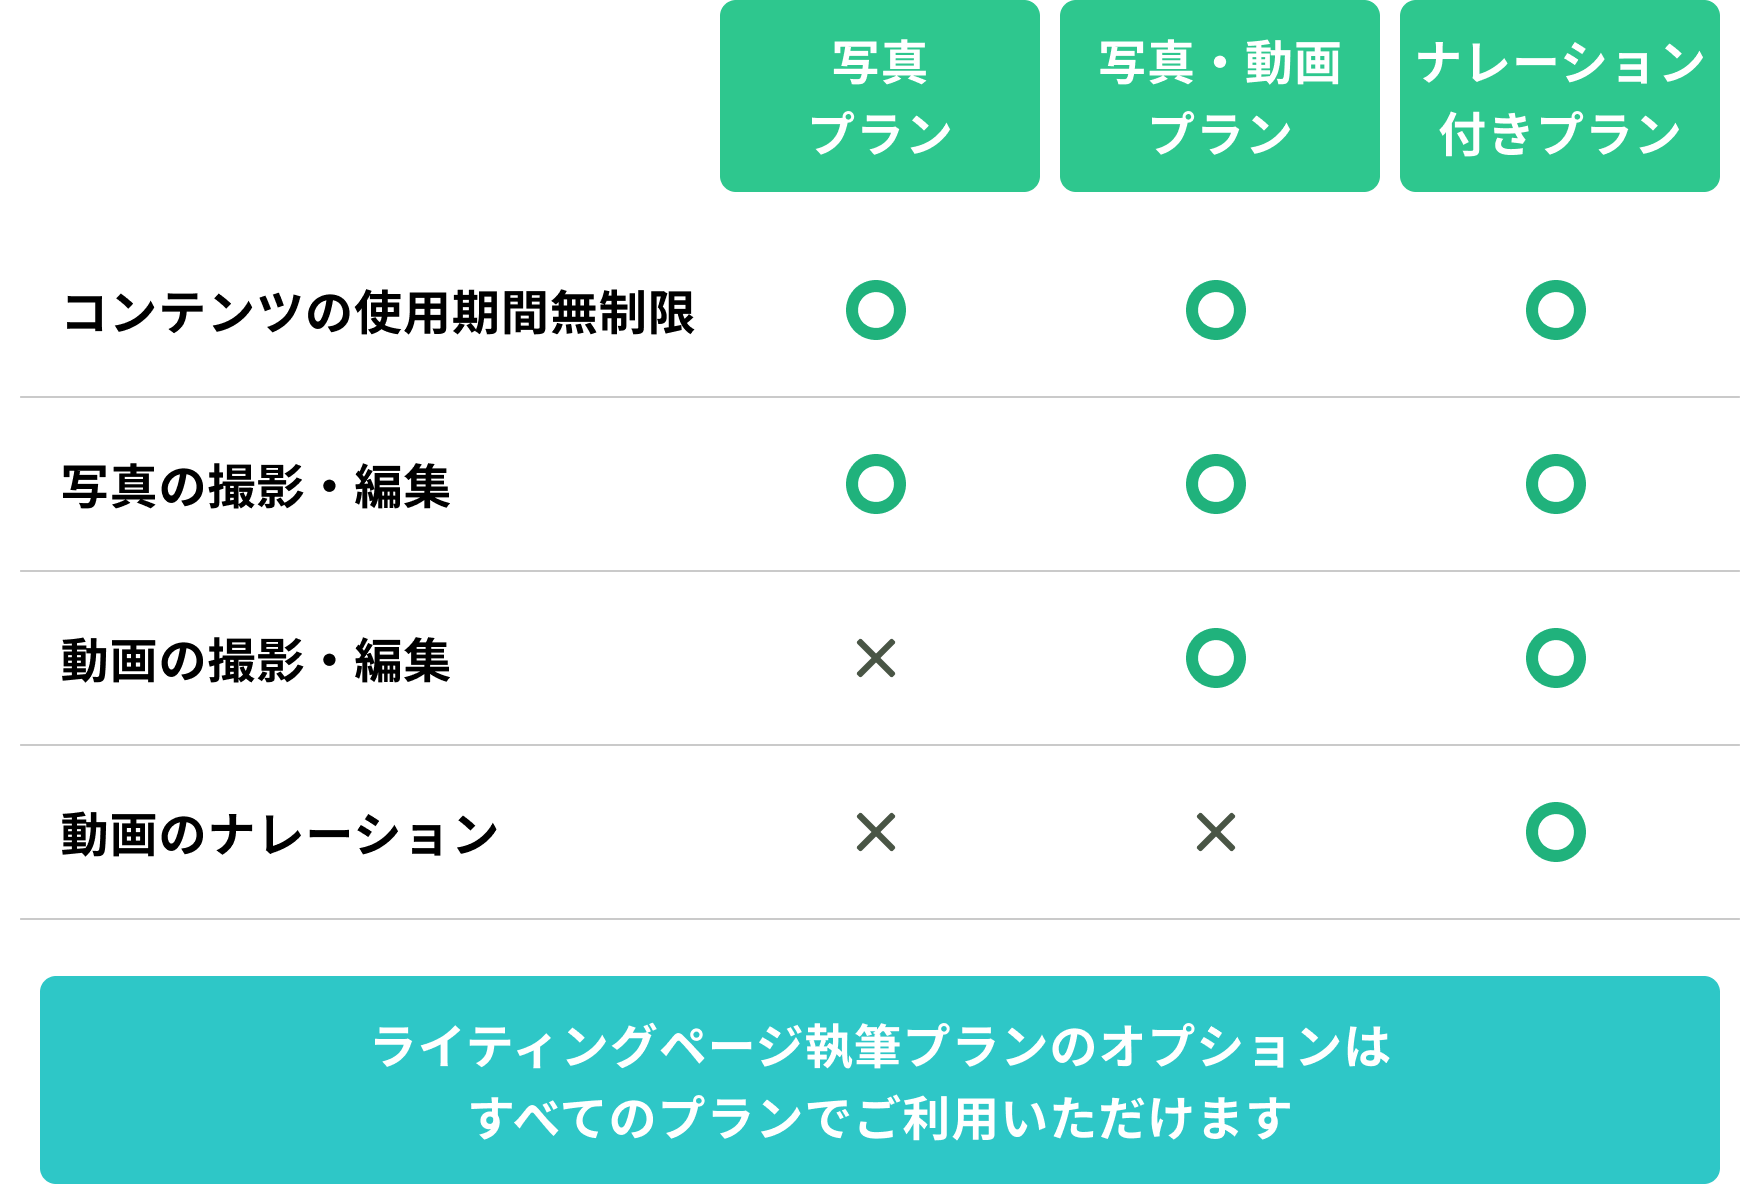 写真
プラン
写真・動画
プラン
ナレーション
付きプラン
コンテンツの使用期間無制限
写真の撮影・編集
動画の撮影・編集
動画のナレーション
ライティングページ執筆プランのオプションは
すべてのプランでご利用いただけます